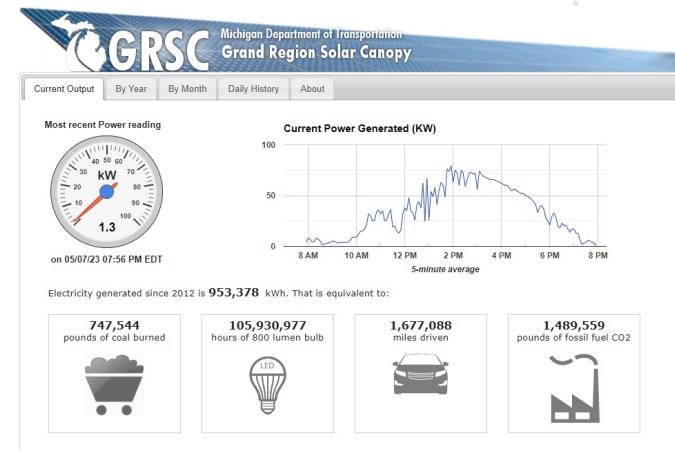 GRSC
Michigan Department of Transportation
Grand Region Solar Canopy
Current Output By Year By Month Daily History About
Most recent Power reading
0 10 20 30 40 50 60 70 80 90 100
kW
1.3
on 05/07/23 07:56 PM EDT
Current Power Generated (KW)
100
50
0
8 AM 10 AM 12 PM 2 PM 4 PM 6 PM 8 PM
5-minute average
Electricity generated since 2012 is 953,378 kWh. That is equivalent to:
747,544
pounds of coal burned
105,930,977
hours of 800 lumen bulb
LED
1,677,088
miles driven
1,489,559
pounds of fossil fuel CO2